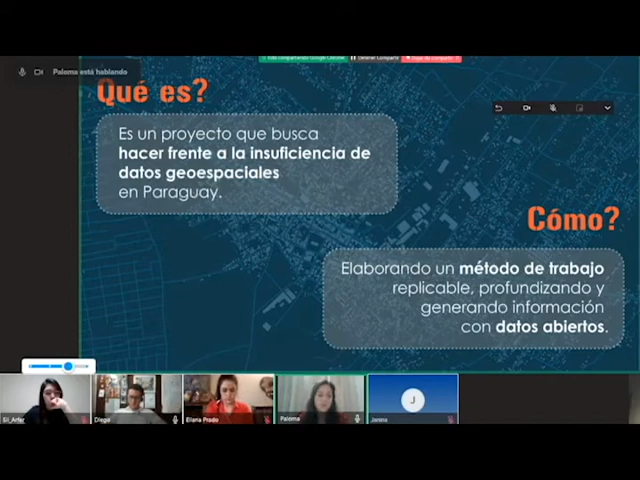 Paloma está hablando
Qué es?
Es un proyecto que busca
hacer frente a la insuficiencia de
datos geoespaciales
en Paraguay.
Cómo?
Elaborando un método de trabajo
replicable, profundizando y
generando información
con datos abiertos.
Sil_Arfer
Diego
Eliana Prado
Paloma
J
Janina